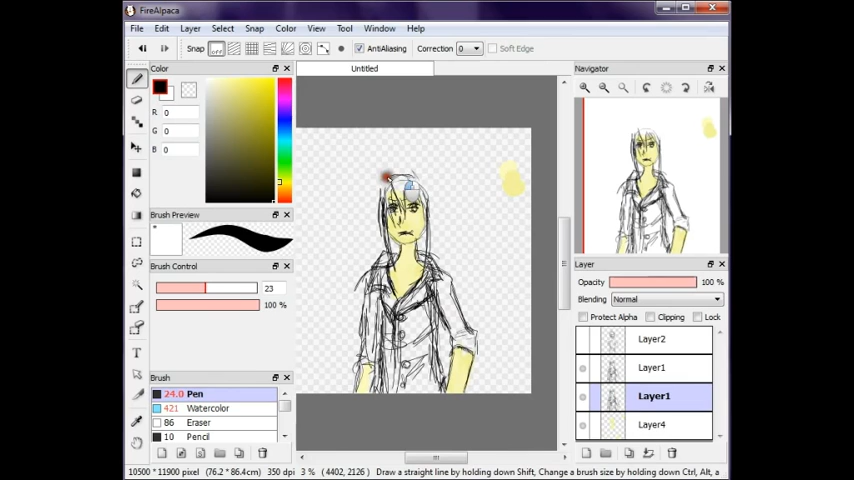 FireAlpaca
File Edit Layer Select Snap Color View Tool Window Help
Snap off AntiAliasing Correction 0 Soft Edge
Color
R 0
G 0
B 0
Brush Preview
Brush Control
23
100 %
Brush
24.0 Pen
421 Watercolor
86 Eraser
10 Pencil
Untitled
Navigator
Layer
Opacity 100 %
Blending Normal
Protect Alpha Clipping Lock
Layer2
Layer1
Layer1
Layer4
10500 * 11900 pixel (76.2 * 86.4cm) 350 dpi 3 % (4402, 2126) Draw a straight line by holding down Shift, Change a brush size by holding down Ctrl, Alt, a